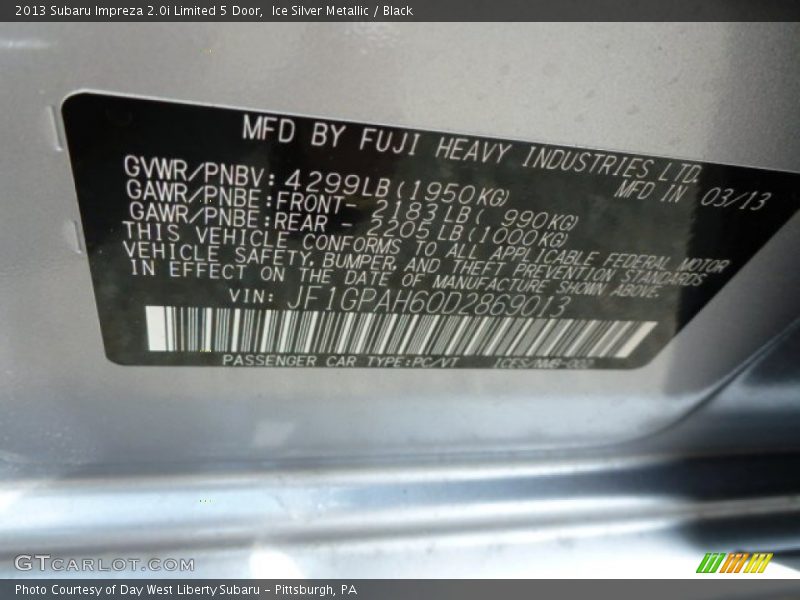 2013 Subaru Impreza 2.0i Limited 5 Door,  Ice Silver Metallic / Black
MFD BY FUJI HEAVY INDUSTRIES LTD.
GVWR/PNBV: 4299LB(1950KG) MFD IN 03/13
GAWR/PNBE:FRONT- 2183LB( 990KG)
GAWR/PNBE:REAR - 2205LB(1000KG)
THIS VEHICLE CONFORMS TO ALL APPLICABLE FEDERAL MOTOR
VEHICLE SAFETY, BUMPER, AND THEFT PREVENTION STANDARDS
IN EFFECT ON THE DATE OF MANUFACTURE SHOWN ABOVE.
VIN: JF1GPAH60D2869013
PASSENGER CAR TYPE:PC/VT
GTCARLOT.COM
Photo Courtesy of Day West Liberty Subaru - Pittsburgh, PA